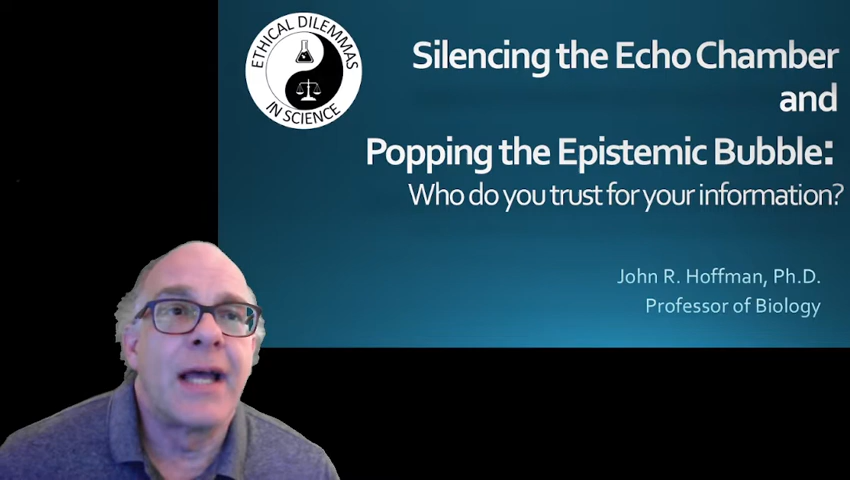 ETHICAL DILEMMAS
IN SCIENCE
Silencing the Echo Chamber
and
Popping the Epistemic Bubble:
Who do you trust for your information?
John R. Hoffman, Ph.D.
Professor of Biology